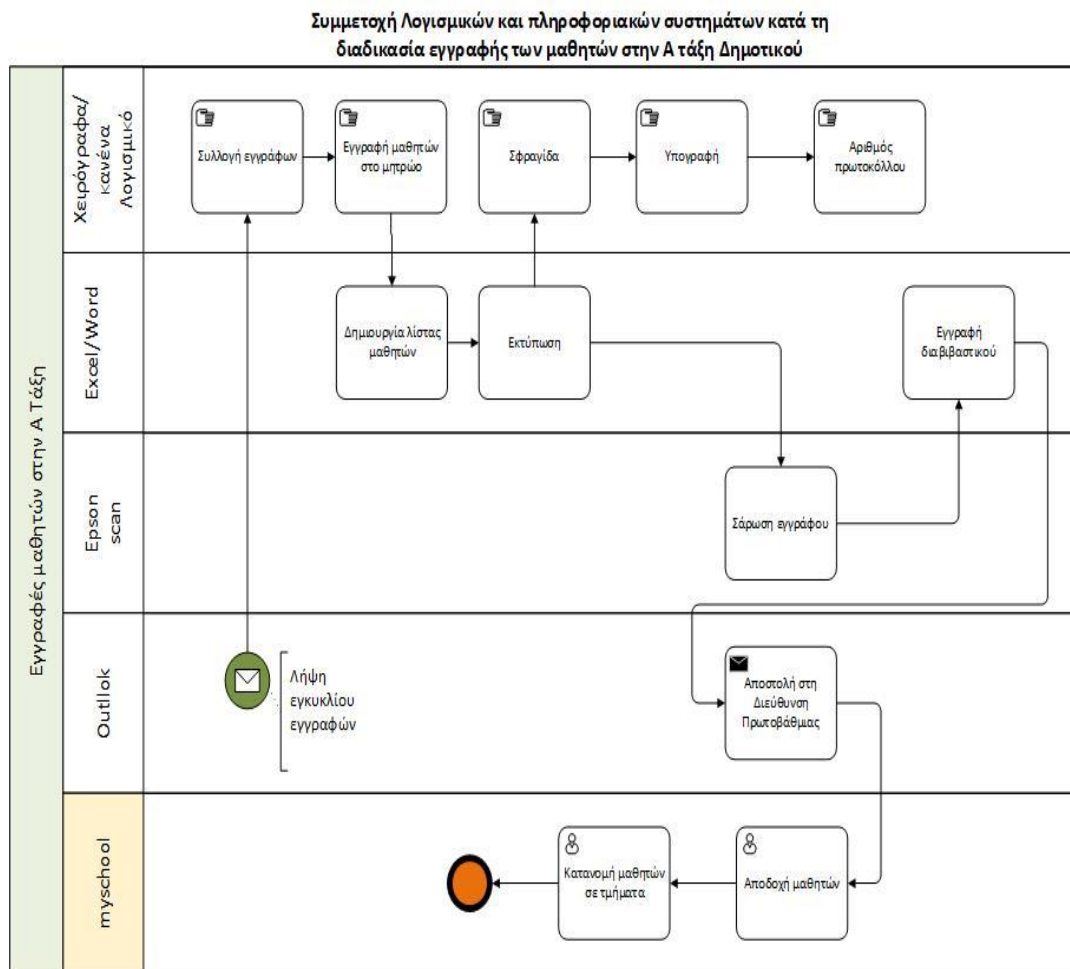 Συμμετοχή Λογισμικών και πληροφοριακών συστημάτων κατά τη
διαδικασία εγγραφής των μαθητών στην Α τάξη Δημοτικού
Εγγραφές μαθητών στην Α Τάξη
Χειρόγραφα/
κανένα
Λογισμικό
Συλλογή εγγράφων
Εγγραφή μαθητών
στο μητρώο
Σφραγίδα
Υπογραφή
Αριθμός
πρωτοκόλλου
Excel/Word
Δημιουργία λίστας
μαθητών
Εκτύπωση
Εγγραφή
διαβιβαστικού
Epson
scan
Σάρωση εγγράφου
Outllok
Λήψη
εγκυκλίου
εγγραφών
Αποστολή στη
Διεύθυνση
Πρωτοβάθμιας
myschool
Κατανομή μαθητών
σε τμήματα
Αποδοχή μαθητών